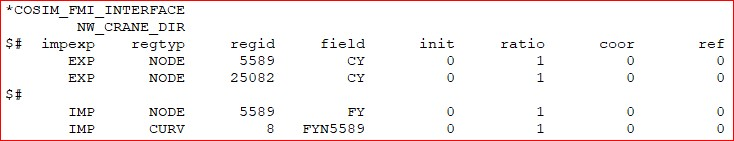 *COSIM_FMI_INTERFACE
NW_CRANE_DIR
$# impexp regtyp regid field init ratio coor ref
EXP NODE 5589 CY 0 1 0 0
EXP NODE 25082 CY 0 1 0 0
$#
IMP NODE 5589 FY 0 1 0 0
IMP CURV 8 FYN5589 0 1 0 0